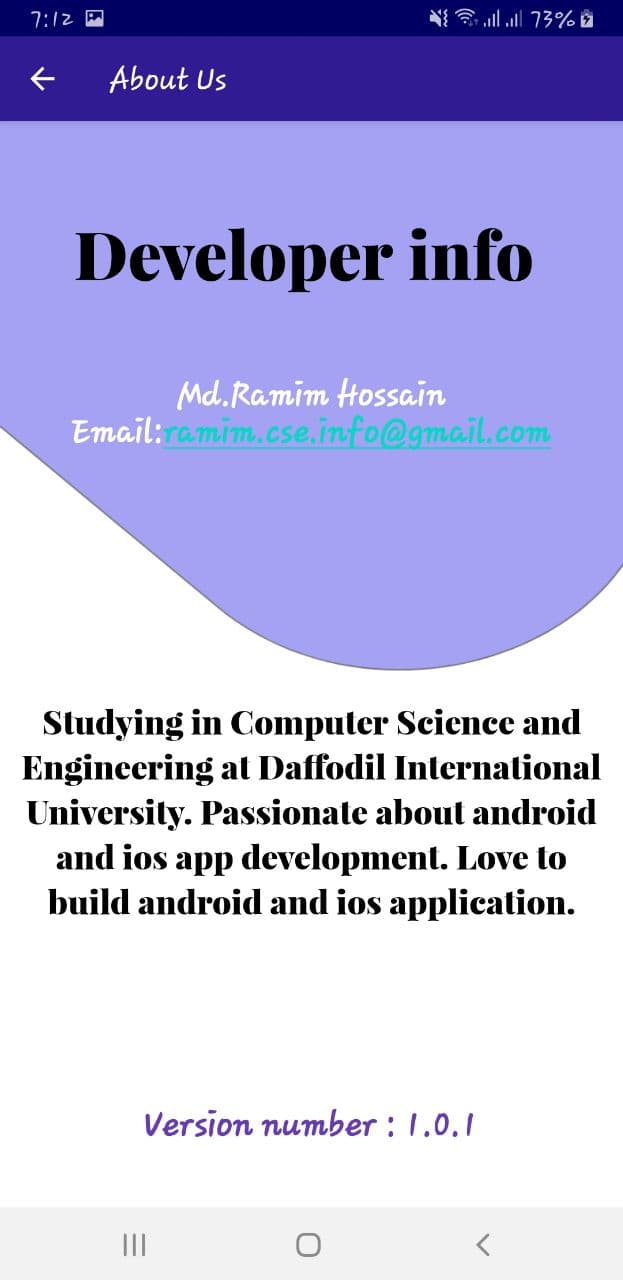 7:12
73%
About Us
Developer info
Md.Ramim Hossain
Email:ramim.cse.info@gmail.com
Studying in Computer Science and
Engineering at Daffodil International
University. Passionate about android
and ios app development. Love to
build android and ios application.
Version number : 1.0.1